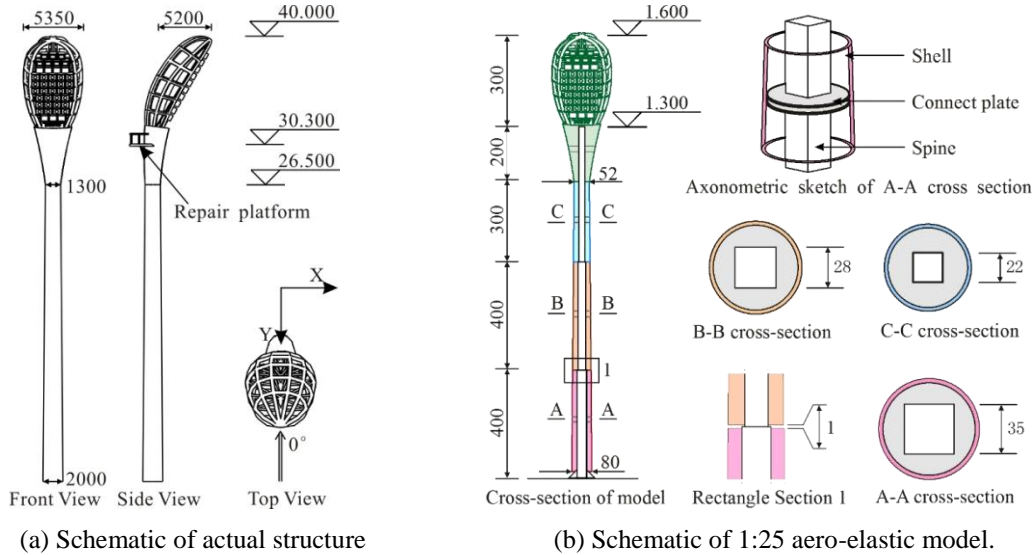 5350
5200
40.000
30.300
26.500
1300
Repair platform
X
Y
0°
2000
Front View
Side View
Top View
(a) Schematic of actual structure
1.600
300
1.300
200
52
C
C
300
B
B
400
1
A
A
400
80
Cross-section of model
Shell
Connect plate
Spine
Axonometric sketch of A-A cross section
28
22
B-B cross-section
C-C cross-section
1
35
Rectangle Section 1
A-A cross-section
(b) Schematic of 1:25 aero-elastic model.